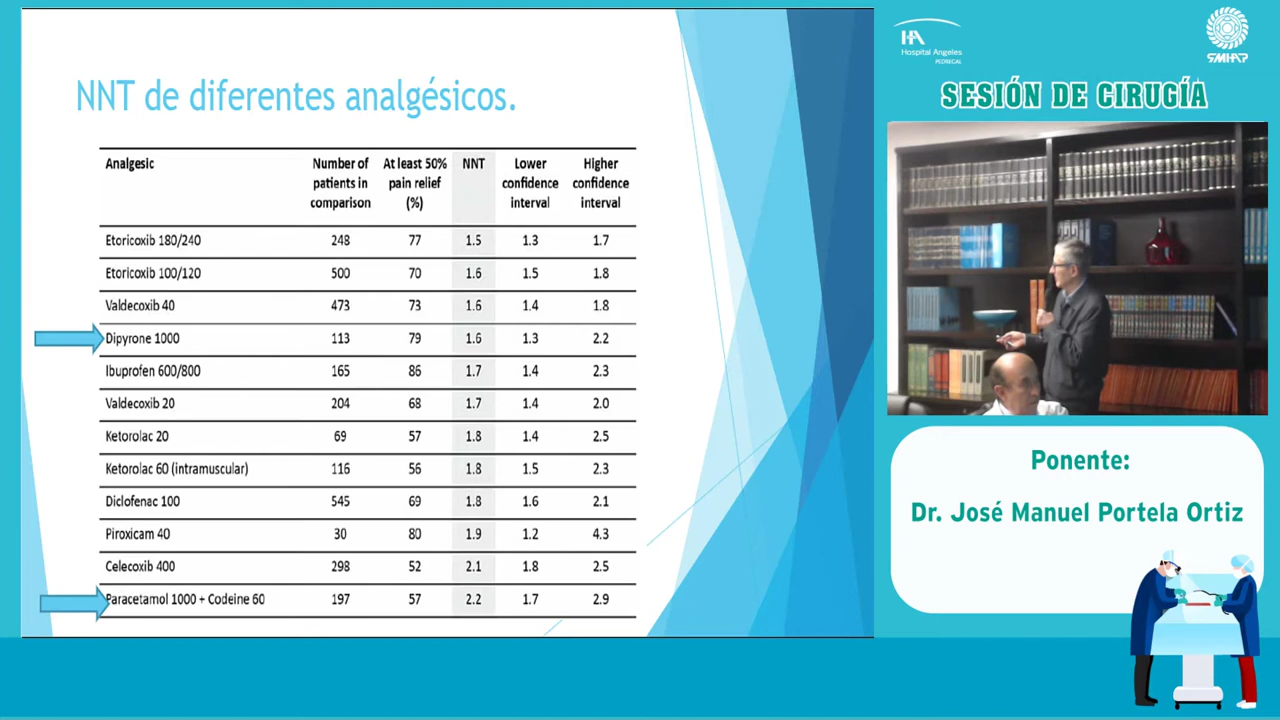 NNT de diferentes analgésicos.
Analgesic Number of patients in comparison At least 50% pain relief (%) NNT Lower confidence interval Higher confidence interval
Etoricoxib 180/240 248 77 1.5 1.3 1.7
Etoricoxib 100/120 500 70 1.6 1.5 1.8
Valdecoxib 40 473 73 1.6 1.4 1.8
Dipyrone 1000 113 79 1.6 1.3 2.2
Ibuprofen 600/800 165 86 1.7 1.4 2.3
Valdecoxib 20 204 68 1.7 1.4 2.0
Ketorolac 20 69 57 1.8 1.4 2.5
Ketorolac 60 (intramuscular) 116 56 1.8 1.5 2.3
Diclofenac 100 545 69 1.8 1.6 2.1
Piroxicam 40 30 80 1.9 1.2 4.3
Celecoxib 400 298 52 2.1 1.8 2.5
Paracetamol 1000 + Codeine 60 197 57 2.2 1.7 2.9
HA
Hospital Angeles
PEDREGAL
SMHAP
SESIÓN DE CIRUGÍA
Ponente:
Dr. José Manuel Portela Ortiz